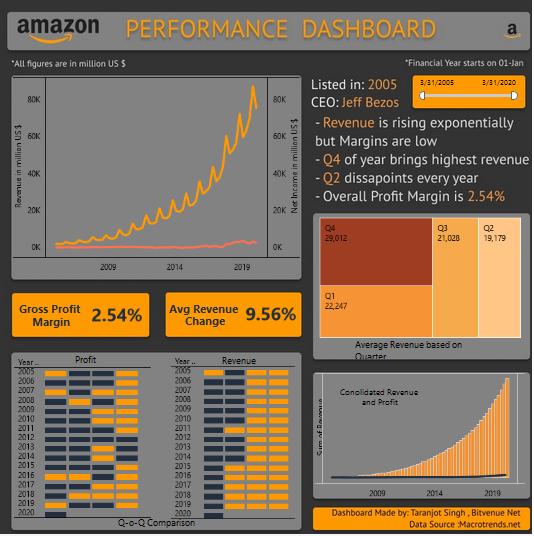 amazon PERFORMANCE DASHBOARD a
*All figures are in million US $
*Financial Year starts on 01-Jan
Listed in: 2005
CEO: Jeff Bezos
3/31/2005 3/31/2020
- Revenue is rising exponentially
but Margins are low
- Q4 of year brings highest revenue
- Q2 dissapoints every year
- Overall Profit Margin is 2.54%
Revenue in million US $
80K
60K
40K
20K
0K
2009 2014 2019
80K
60K
40K
20K
0K
Net Income in million US $
Gross Profit
Margin
2.54%
Avg Revenue
Change
9.56%
Q4
29,012
Q1
22,247
Q3
21,028
Q2
19,179
Average Revenue based on
Quarter
Year .. Profit
2005
2006
2007
2008
2009
2010
2011
2012
2013
2014
2015
2016
2017
2018
2019
2020
Year .. Revenue
2005
2006
2007
2008
2009
2010
2011
2012
2013
2014
2015
2016
2017
2018
2019
2020
Q-o-Q Comparison
Consolidated Revenue
and Profit
Sum of Revenue
2009 2014 2019
Dashboard Made by: Taranjot Singh , Bitvenue Net
Data Source :Macrotrends.net